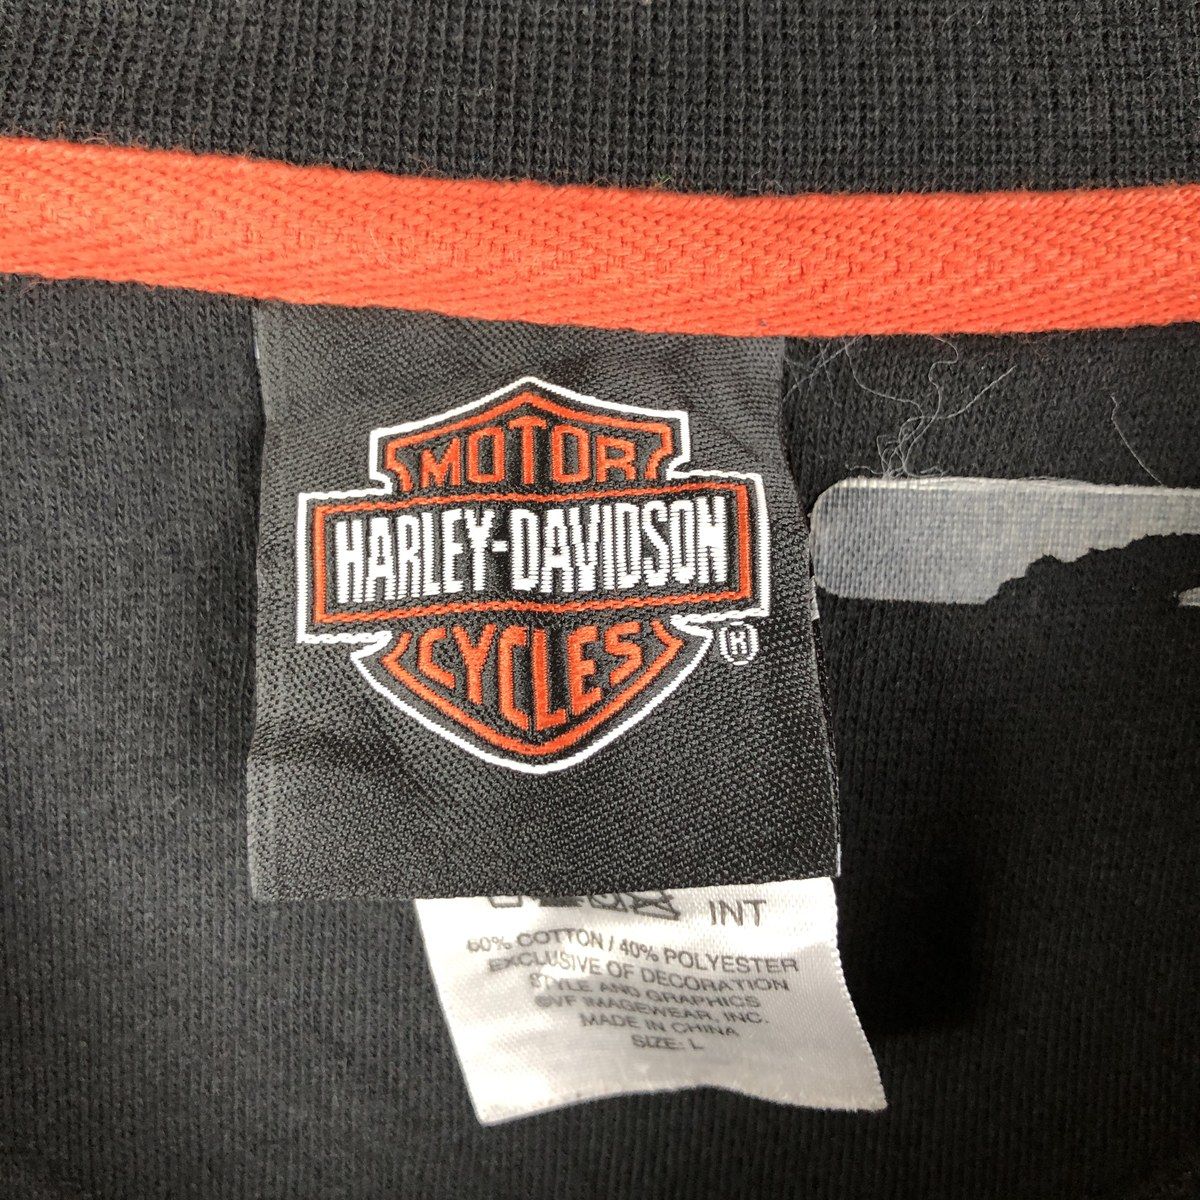 MOTOR
HARLEY-DAVIDSON
CYCLES
®
INT
60% COTTON / 40% POLYESTER
EXCLUSIVE OF DECORATION
STYLE AND GRAPHICS
©VF IMAGEWEAR, INC.
MADE IN CHINA
SIZE: L